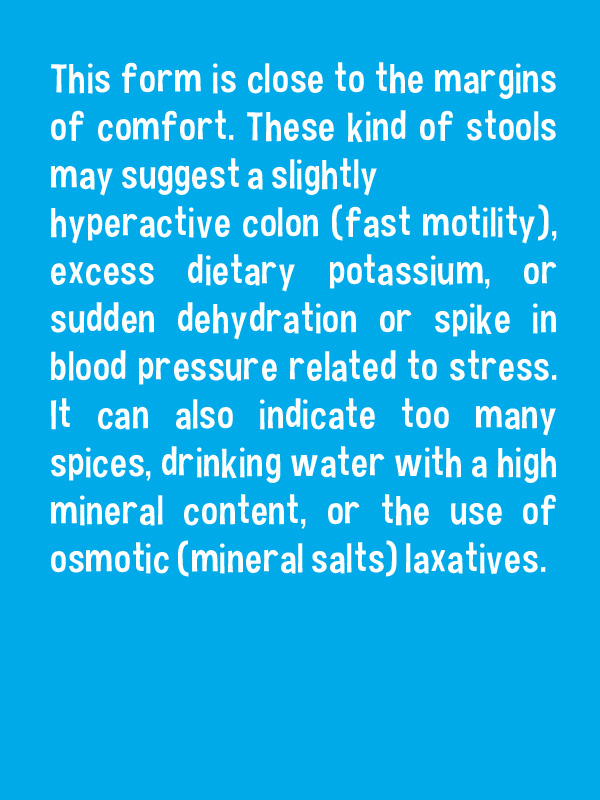 This form is close to the margins
of comfort. These kind of stools
may suggest a slightly
hyperactive colon (fast motility),
excess dietary potassium, or
sudden dehydration or spike in
blood pressure related to stress.
It can also indicate too many
spices, drinking water with a high
mineral content, or the use of
osmotic (mineral salts) laxatives.